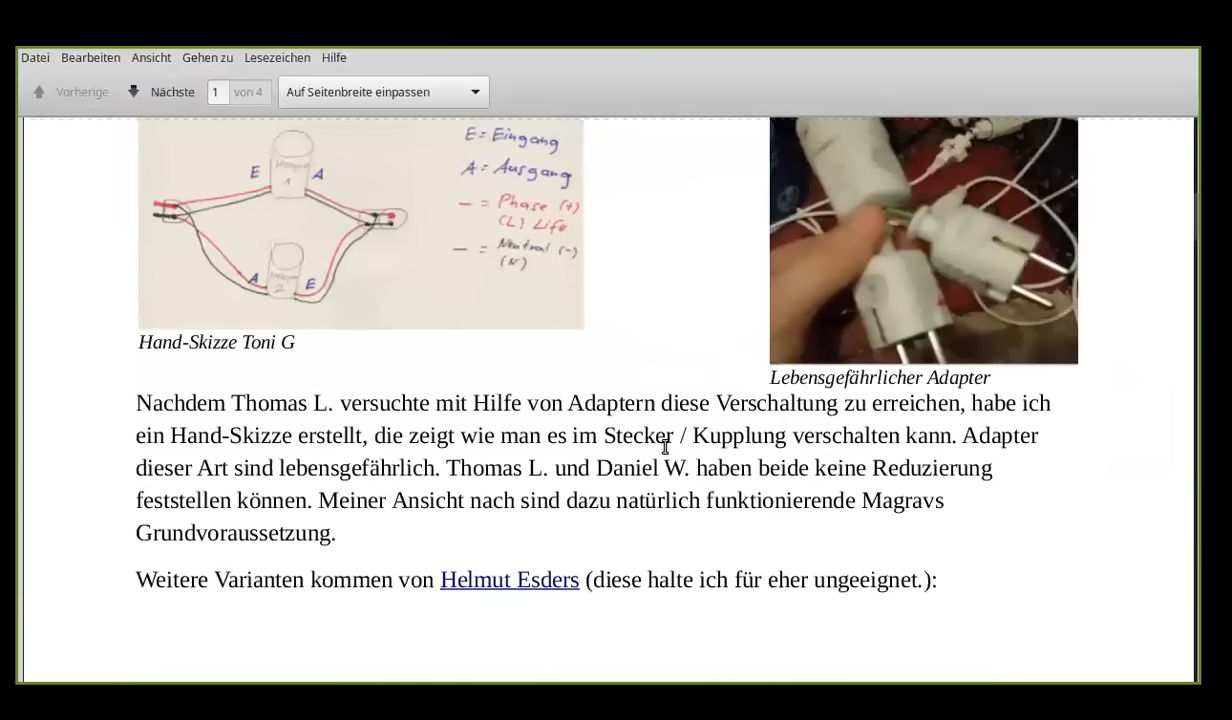 Datei Bearbeiten Ansicht Gehen zu Lesezeichen Hilfe
Vorherige Nächste 1 von 4 Auf Seitenbreite einpassen
E = Eingang
A = Ausgang
— = Phase (+)
(L) Life
— = Neutral (-)
(N)
E A
1
A E
2
Hand-Skizze Toni G
Lebensgefährlicher Adapter
Nachdem Thomas L. versuchte mit Hilfe von Adaptern diese Verschaltung zu erreichen, habe ich
ein Hand-Skizze erstellt, die zeigt wie man es im Stecker / Kupplung verschalten kann. Adapter
dieser Art sind lebensgefährlich. Thomas L. und Daniel W. haben beide keine Reduzierung
feststellen können. Meiner Ansicht nach sind dazu natürlich funktionierende Magravs
Grundvoraussetzung.
Weitere Varianten kommen von Helmut Esders (diese halte ich für eher ungeeignet.):